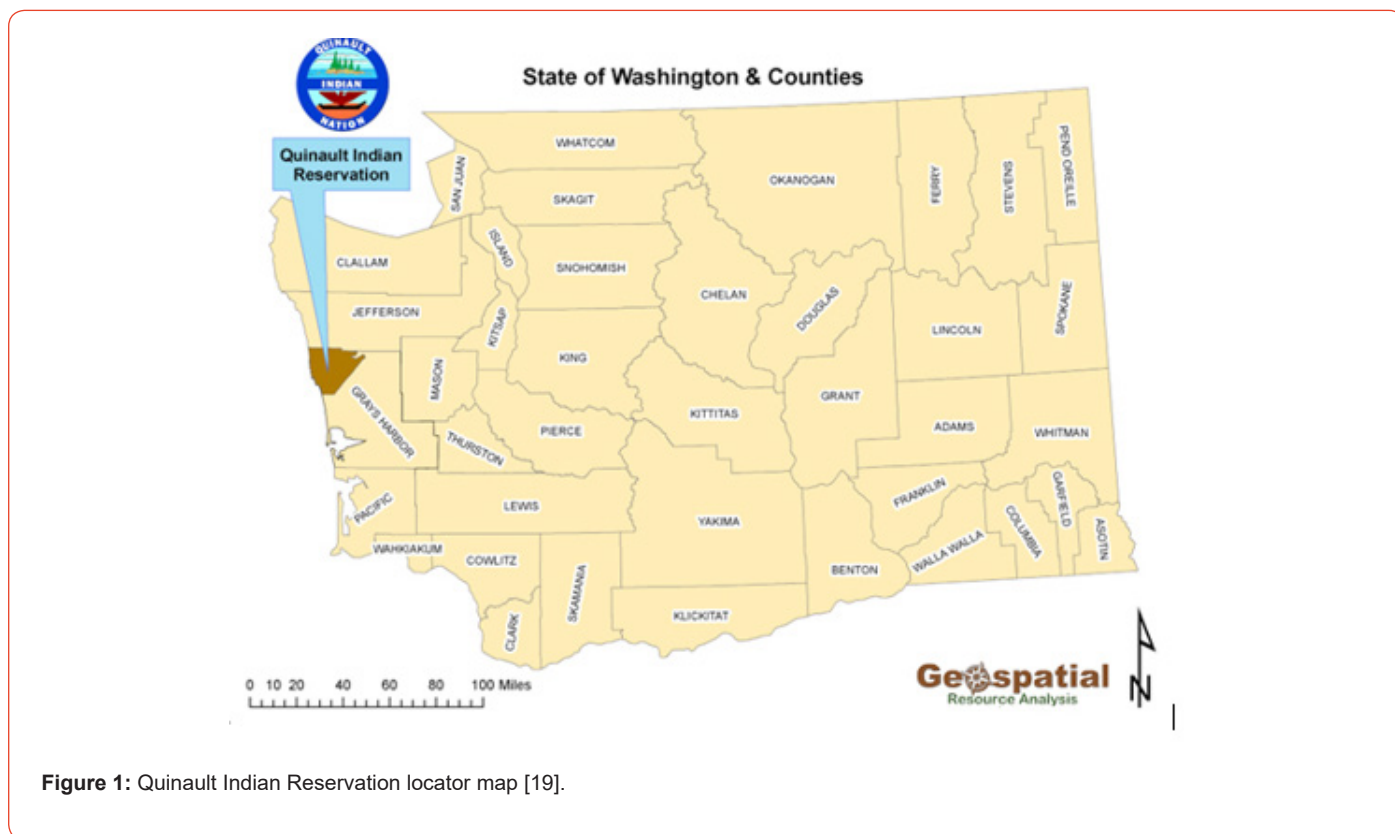 QUINAULT
INDIAN
NATION
State of Washington & Counties
Quinault Indian
Reservation
WHATCOM
SAN JUAN
SKAGIT
OKANOGAN
FERRY
STEVENS
PEND OREILLE
ISLAND
CLALLAM
SNOHOMISH
CHELAN
DOUGLAS
JEFFERSON
KITSAP
LINCOLN
SPOKANE
KING
MASON
GRAYS HARBOR
KITTITAS
GRANT
PIERCE
THURSTON
ADAMS
WHITMAN
PACIFIC
LEWIS
YAKIMA
FRANKLIN
GARFIELD
COLUMBIA
ASOTIN
WAHKIAKUM
COWLITZ
SKAMANIA
BENTON
WALLA WALLA
CLARK
KLICKITAT
0 10 20 40 60 80 100 Miles
Geospatial
Resource Analysis
N
Figure 1: Quinault Indian Reservation locator map [19].